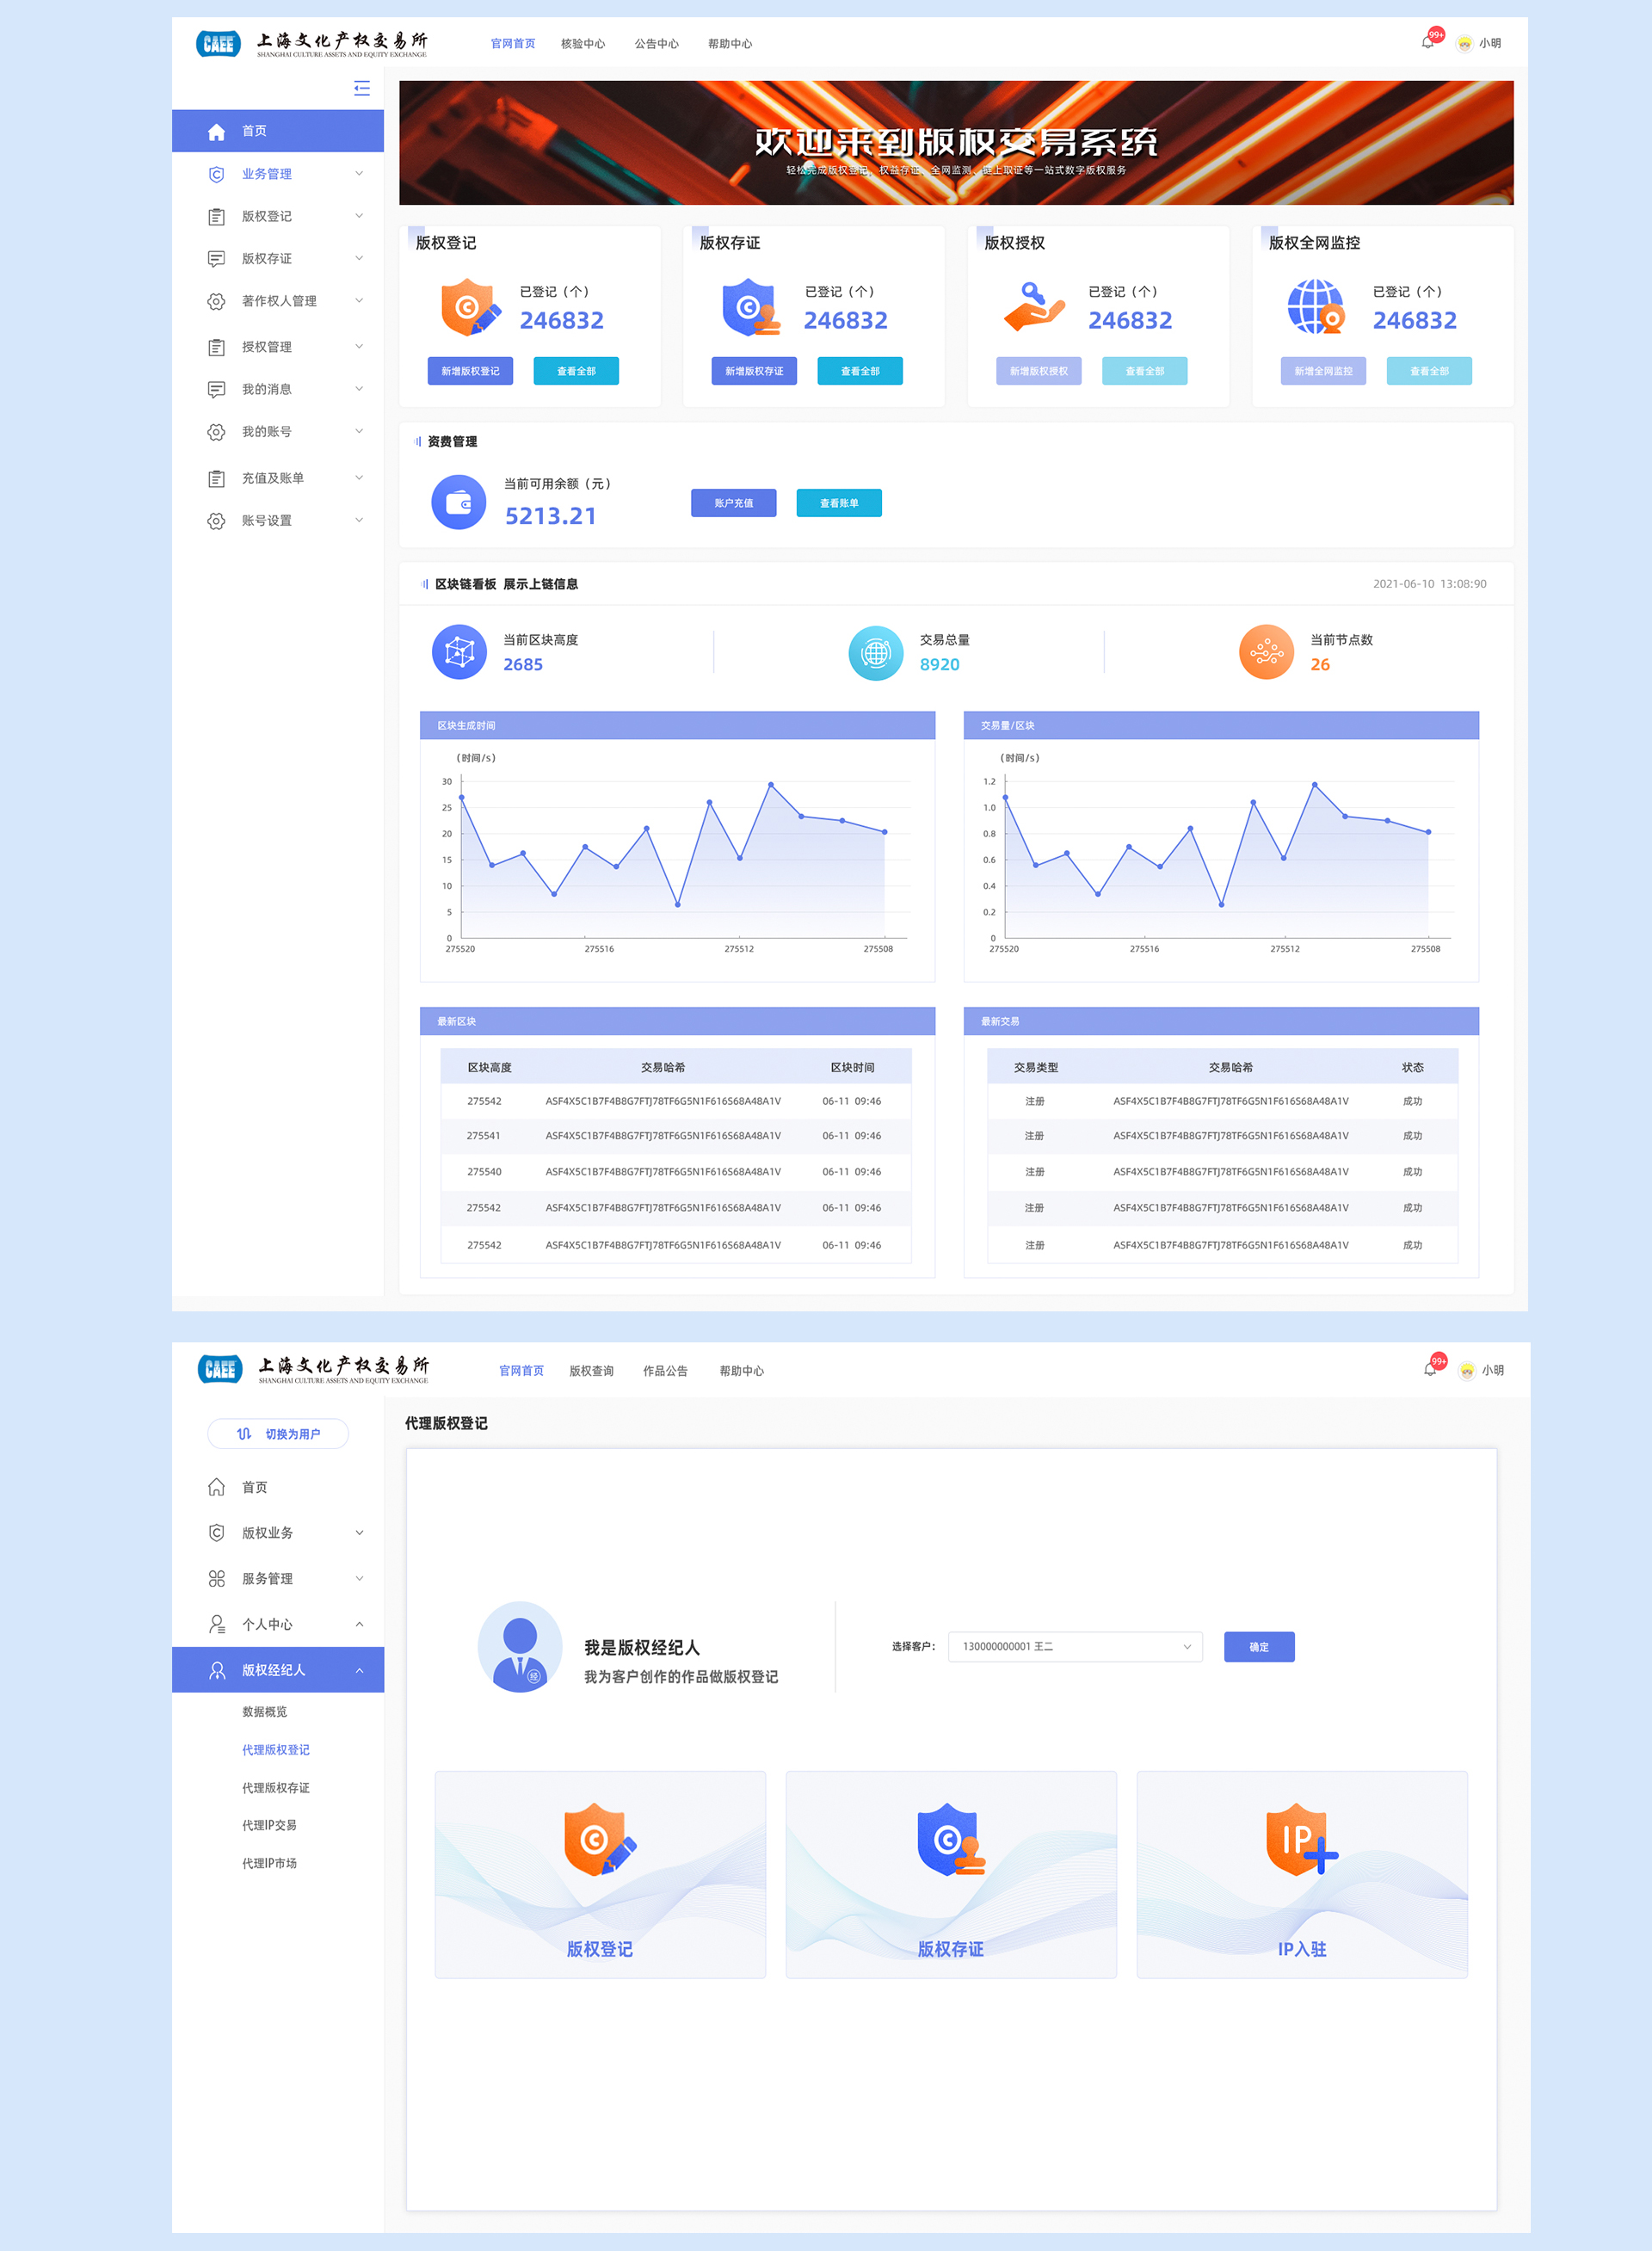 CAEE 上海文化产权交易所
SHANGHAI CULTURE ASSETS AND EQUITY EXCHANGE
官网首页 核验中心 公告中心 帮助中心
99+ 小明
首页
业务管理
版权登记
版权存证
著作权人管理
授权管理
我的消息
我的账号
充值及账单
账号设置
欢迎来到版权交易系统
轻松完成版权登记、权益存证、全网监测、链上取证等一站式数字版权服务
版权登记
已登记（个）
246832
新增版权登记 查看全部
版权存证
已登记（个）
246832
新增版权存证 查看全部
版权授权
已登记（个）
246832
新增版权授权 查看全部
版权全网监控
已登记（个）
246832
新增全网监控 查看全部
资费管理
当前可用余额（元）
5213.21
账户充值 查看账单
区块链看板 展示上链信息
2021-06-10 13:08:90
当前区块高度
2685
交易总量
8920
当前节点数
26
区块生成时间
（时间/s）
30
25
20
15
10
5
0
275520 275516 275512 275508
交易量/区块
（时间/s）
1.2
1.0
0.8
0.6
0.4
0.2
0
275520 275516 275512 275508
最新区块
区块高度 交易哈希 区块时间
275542 ASF4X5C1B7F4B8G7FTJ78TF6G5N1F616S68A48A1V 06-11 09:46
275541 ASF4X5C1B7F4B8G7FTJ78TF6G5N1F616S68A48A1V 06-11 09:46
275540 ASF4X5C1B7F4B8G7FTJ78TF6G5N1F616S68A48A1V 06-11 09:46
275542 ASF4X5C1B7F4B8G7FTJ78TF6G5N1F616S68A48A1V 06-11 09:46
275542 ASF4X5C1B7F4B8G7FTJ78TF6G5N1F616S68A48A1V 06-11 09:46
最新交易
交易类型 交易哈希 状态
注册 ASF4X5C1B7F4B8G7FTJ78TF6G5N1F616S68A48A1V 成功
注册 ASF4X5C1B7F4B8G7FTJ78TF6G5N1F616S68A48A1V 成功
注册 ASF4X5C1B7F4B8G7FTJ78TF6G5N1F616S68A48A1V 成功
注册 ASF4X5C1B7F4B8G7FTJ78TF6G5N1F616S68A48A1V 成功
注册 ASF4X5C1B7F4B8G7FTJ78TF6G5N1F616S68A48A1V 成功
CAEE 上海文化产权交易所
SHANGHAI CULTURE ASSETS AND EQUITY EXCHANGE
官网首页 版权查询 作品公告 帮助中心
99+ 小明
切换为用户
首页
版权业务
服务管理
个人中心
版权经纪人
数据概览
代理版权登记
代理版权存证
代理IP交易
代理IP市场
代理版权登记
经
我是版权经纪人
我为客户创作的作品做版权登记
选择客户： 130000000001 王二 确定
版权登记
版权存证
IP
IP入驻